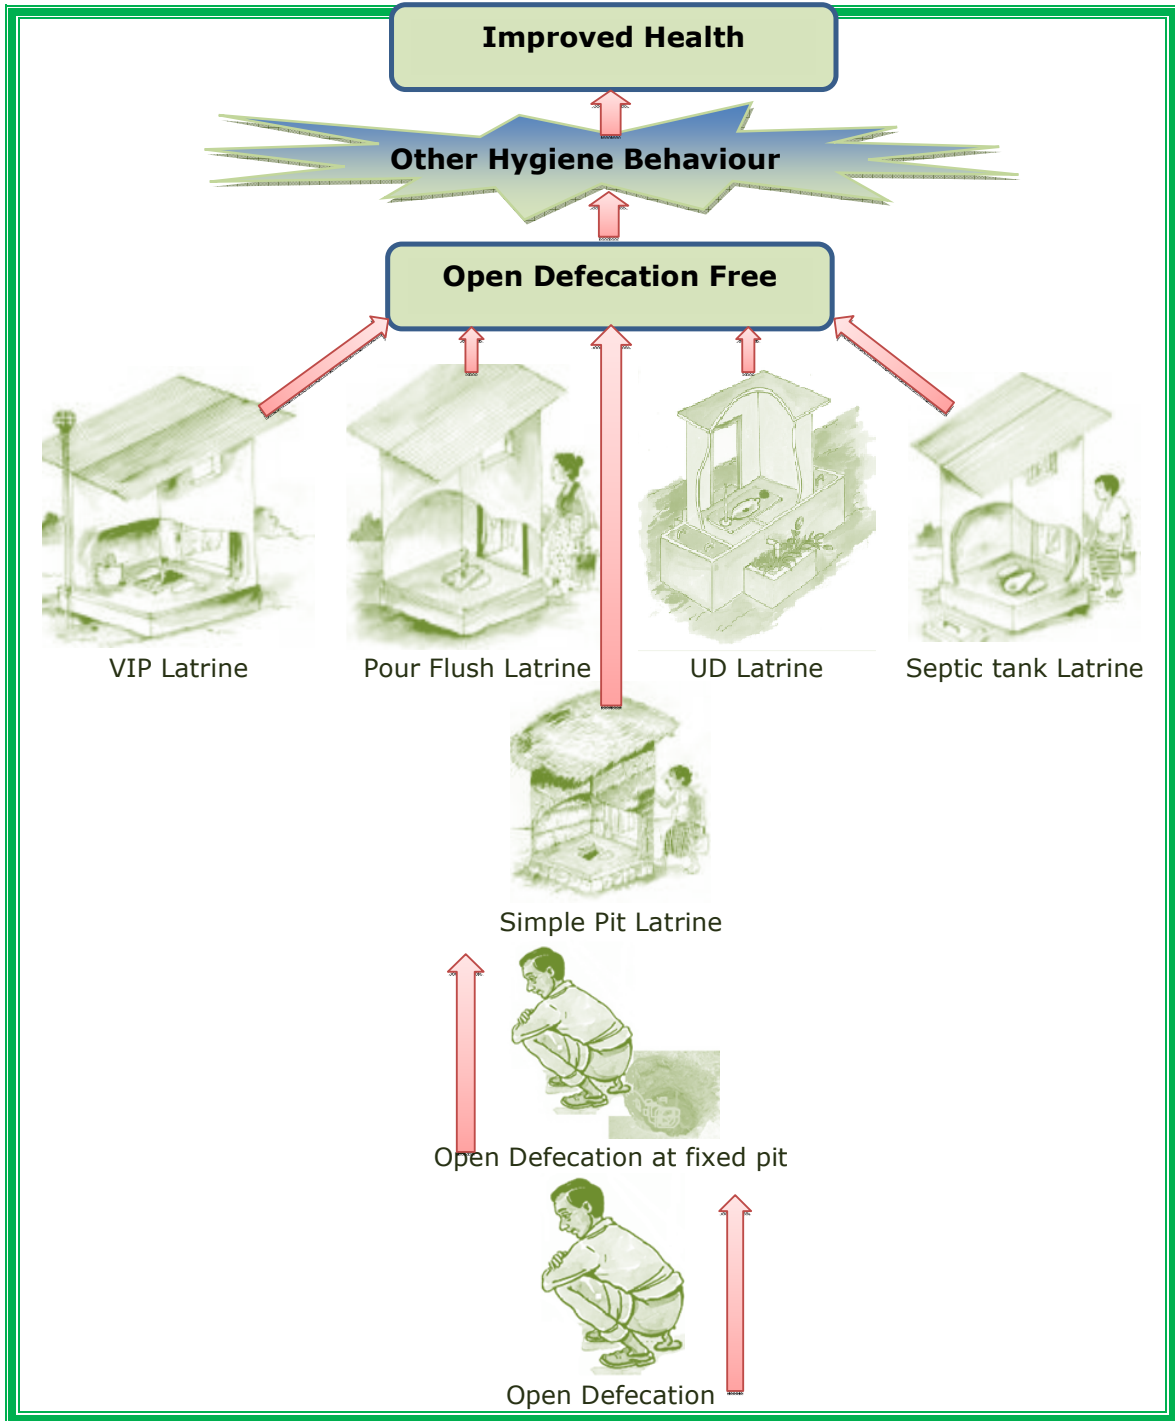 Improved Health
Other Hygiene Behaviour
Open Defecation Free
VIP Latrine
Pour Flush Latrine
UD Latrine
Septic tank Latrine
Simple Pit Latrine
Open Defecation at fixed pit
Open Defecation